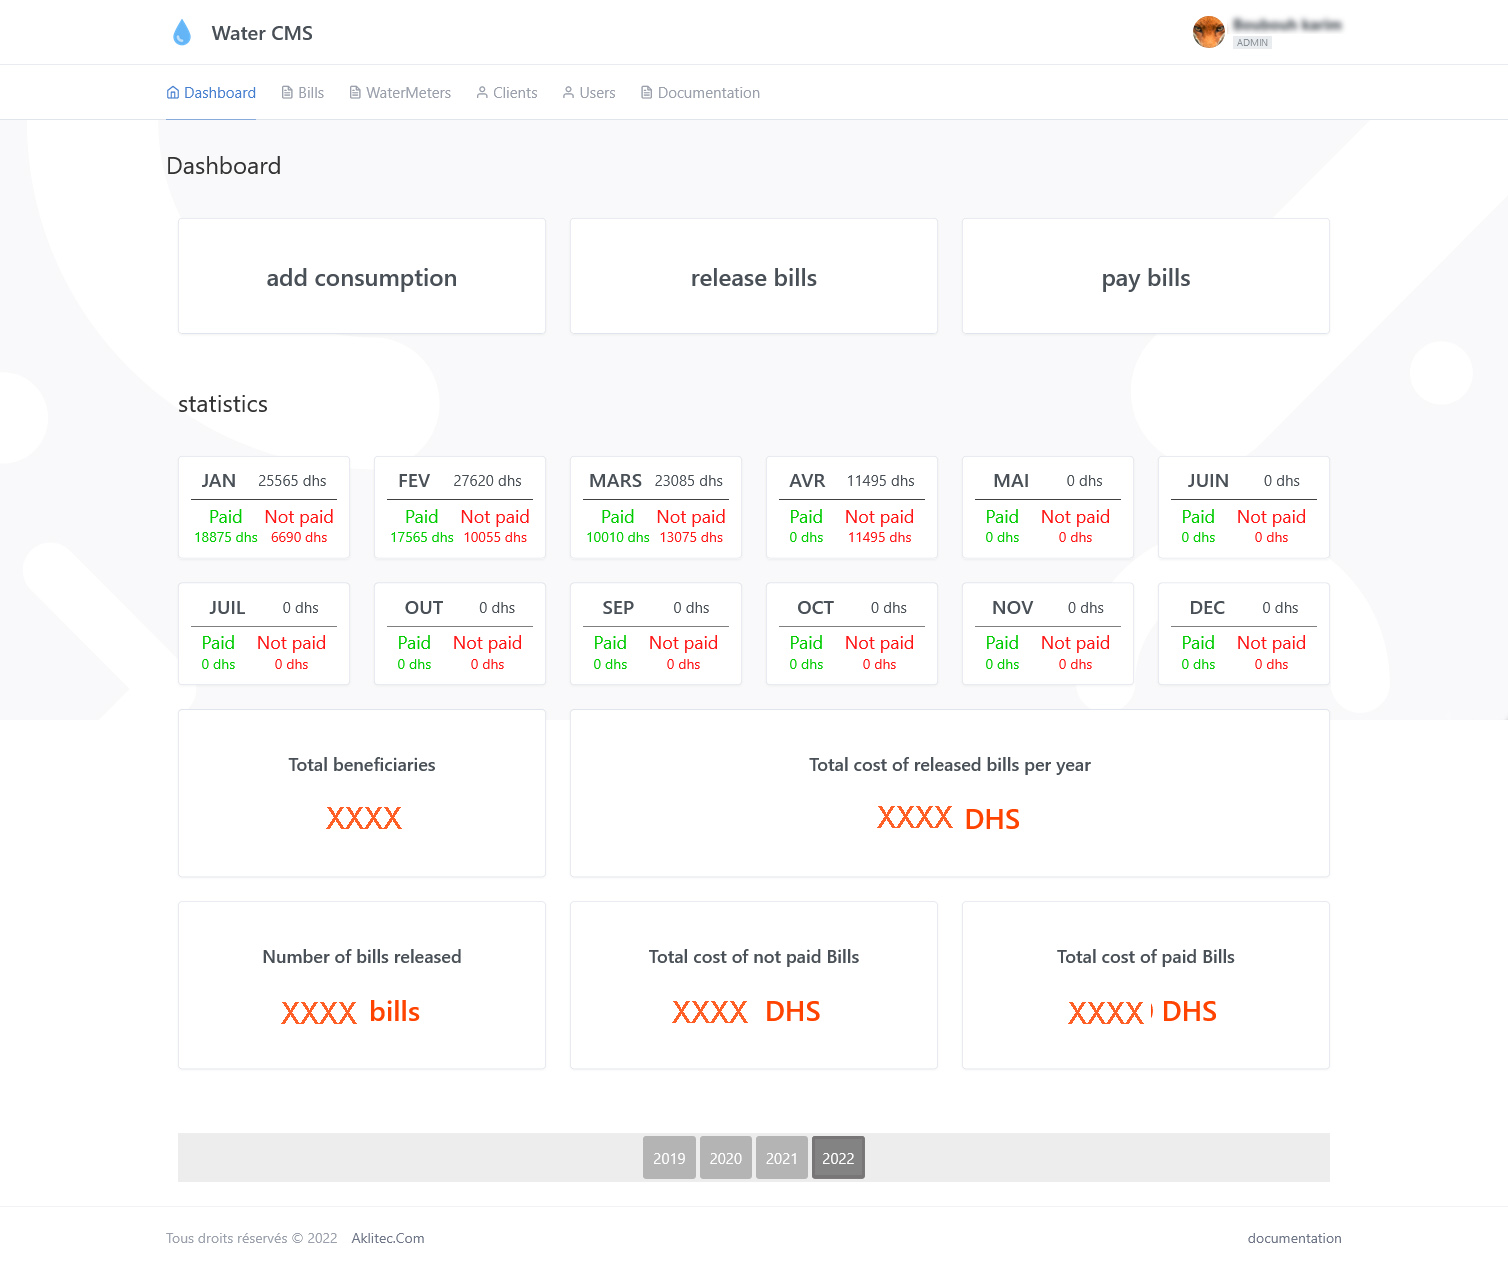 Water CMS
ADMIN
Dashboard Bills WaterMeters Clients Users Documentation
Dashboard
add consumption release bills pay bills
statistics
JAN 25565 dhs FEV 27620 dhs MARS 23085 dhs AVR 11495 dhs MAI 0 dhs JUIN 0 dhs
Paid Not paid Paid Not paid Paid Not paid Paid Not paid Paid Not paid Paid Not paid
18875 dhs 6690 dhs 17565 dhs 10055 dhs 10010 dhs 13075 dhs 0 dhs 11495 dhs 0 dhs 0 dhs 0 dhs 0 dhs
JUIL 0 dhs OUT 0 dhs SEP 0 dhs OCT 0 dhs NOV 0 dhs DEC 0 dhs
Paid Not paid Paid Not paid Paid Not paid Paid Not paid Paid Not paid Paid Not paid
0 dhs 0 dhs 0 dhs 0 dhs 0 dhs 0 dhs 0 dhs 0 dhs 0 dhs 0 dhs 0 dhs 0 dhs
Total beneficiaries Total cost of released bills per year
XXXX XXXX DHS
Number of bills released Total cost of not paid Bills Total cost of paid Bills
XXXX bills XXXX DHS XXXX DHS
2019 2020 2021 2022
Tous droits réservés © 2022 Aklitec.Com documentation